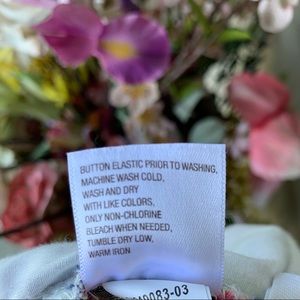 BUTTON ELASTIC PRIOR TO WASHING,
MACHINE WASH COLD,
WASH AND DRY
WITH LIKE COLORS,
ONLY NON-CHLORINE
BLEACH WHEN NEEDED,
TUMBLE DRY LOW,
WARM IRON